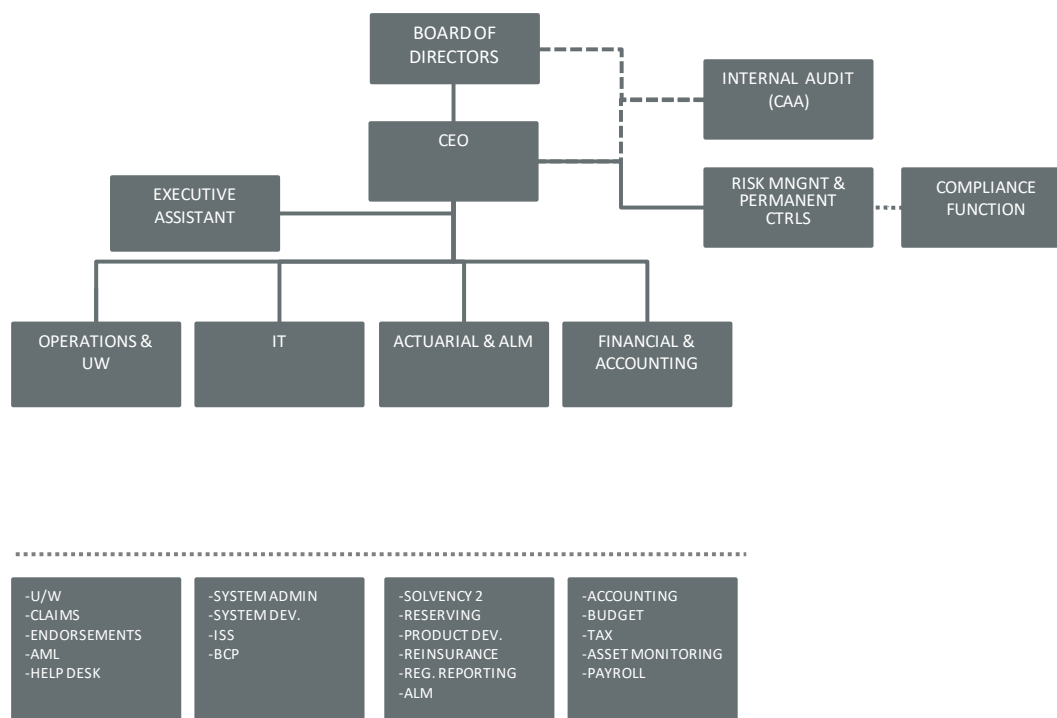 BOARD OF
DIRECTORS
INTERNAL AUDIT
(CAA)
CEO
EXECUTIVE
ASSISTANT
RISK MNGNT &
PERMANENT
CTRLS
COMPLIANCE
FUNCTION
OPERATIONS &
UW
IT
ACTUARIAL & ALM
FINANCIAL &
ACCOUNTING
-U/W
-CLAIMS
-ENDORSEMENTS
-AML
-HELP DESK
-SYSTEM ADMIN
-SYSTEM DEV.
-ISS
-BCP
-SOLVENCY 2
-RESERVING
-PRODUCT DEV.
-REINSURANCE
-REG. REPORTING
-ALM
-ACCOUNTING
-BUDGET
-TAX
-ASSET MONITORING
-PAYROLL